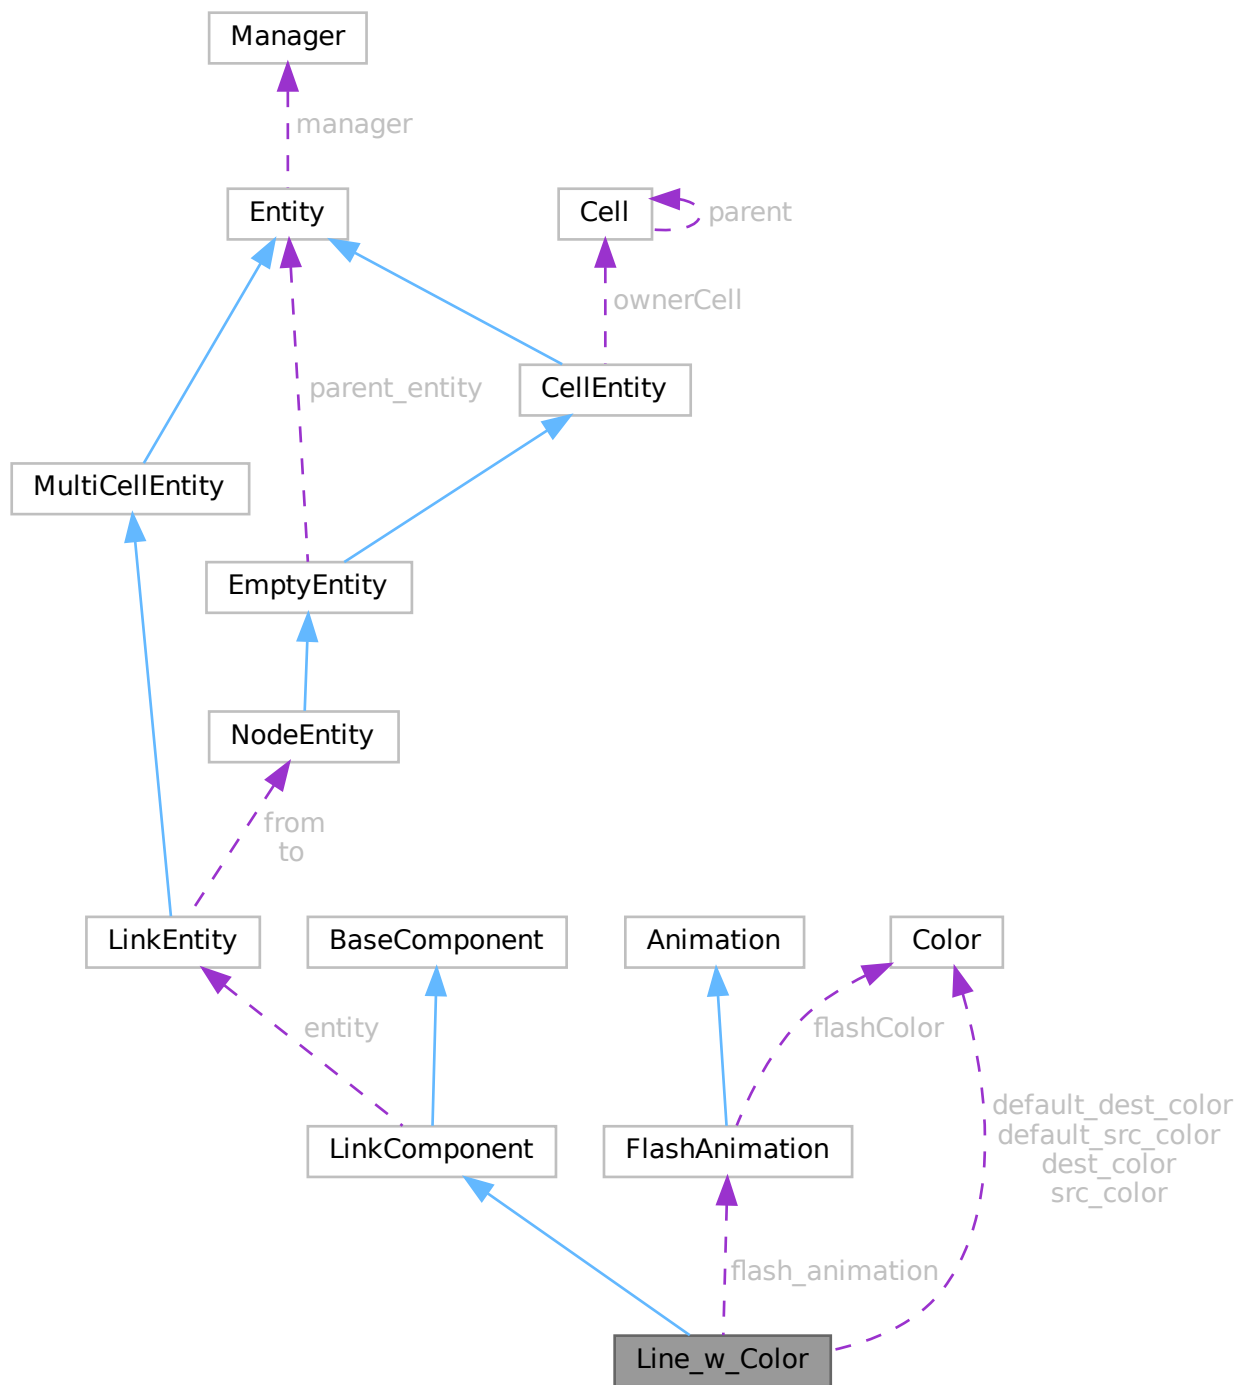 Manager
manager
Entity
Cell
parent
ownerCell
parent_entity
CellEntity
MultiCellEntity
EmptyEntity
NodeEntity
from
to
LinkEntity
BaseComponent
Animation
Color
entity
flashColor
default_dest_color
default_src_color
dest_color
src_color
LinkComponent
FlashAnimation
flash_animation
Line_w_Color